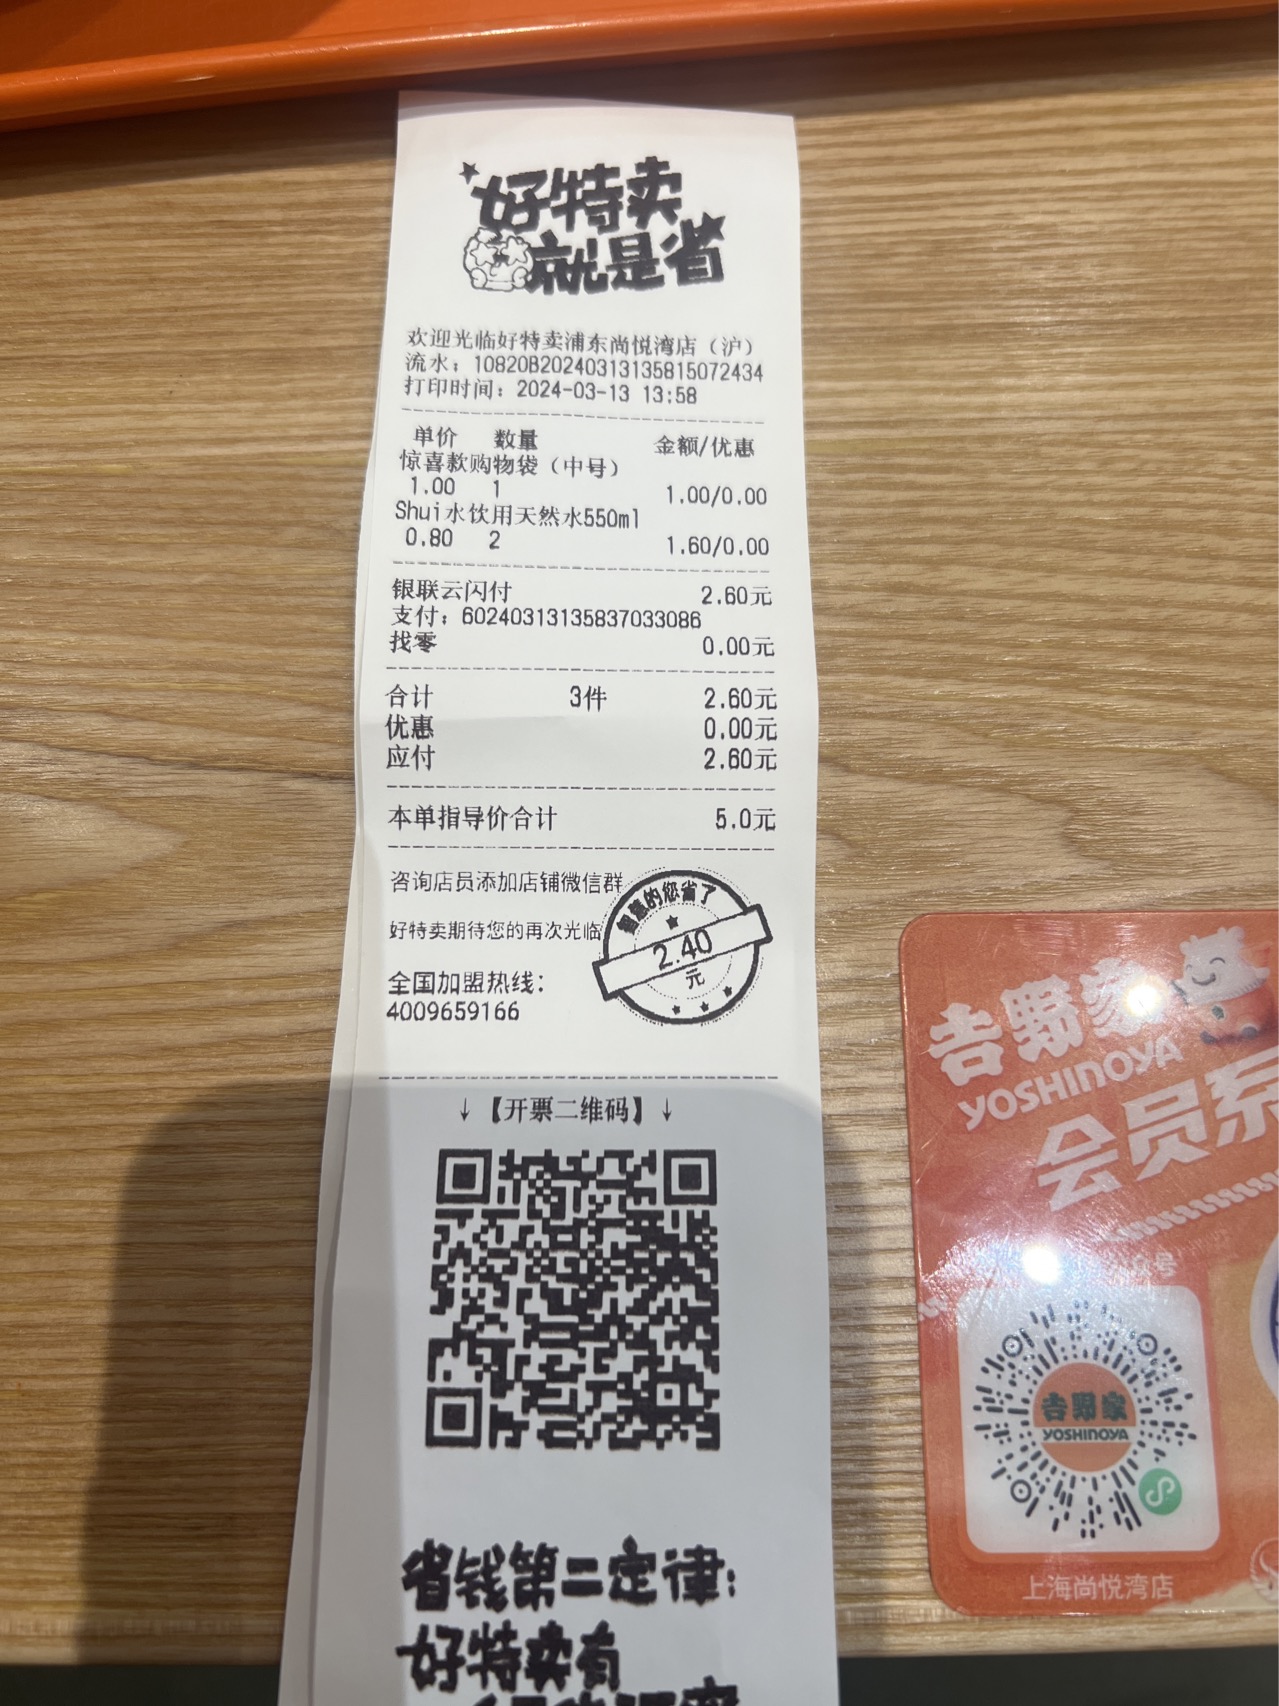 好特卖
就是省
欢迎光临好特卖浦东尚悦湾店（沪）
流水：10820B20240313135815072434
打印时间：2024-03-13 13:58
单价 数量 金额/优惠
惊喜款购物袋（中号）
1.00 1 1.00/0.00
Shui水饮用天然水550ml
0.80 2 1.60/0.00
银联云闪付 2.60元
支付：60240313135837033086
找零 0.00元
合计 3件 2.60元
优惠 0.00元
应付 2.60元
本单指导价合计 5.0元
咨询店员添加店铺微信群
好特卖期待您的再次光临
的您省了
2.40
元
全国加盟热线：
4009659166
↓【开票二维码】↓
省钱第二定律：
好特卖有
吉野家
YOSHINOYA
会员系
吉野家
YOSHINOYA
上海尚悦湾店